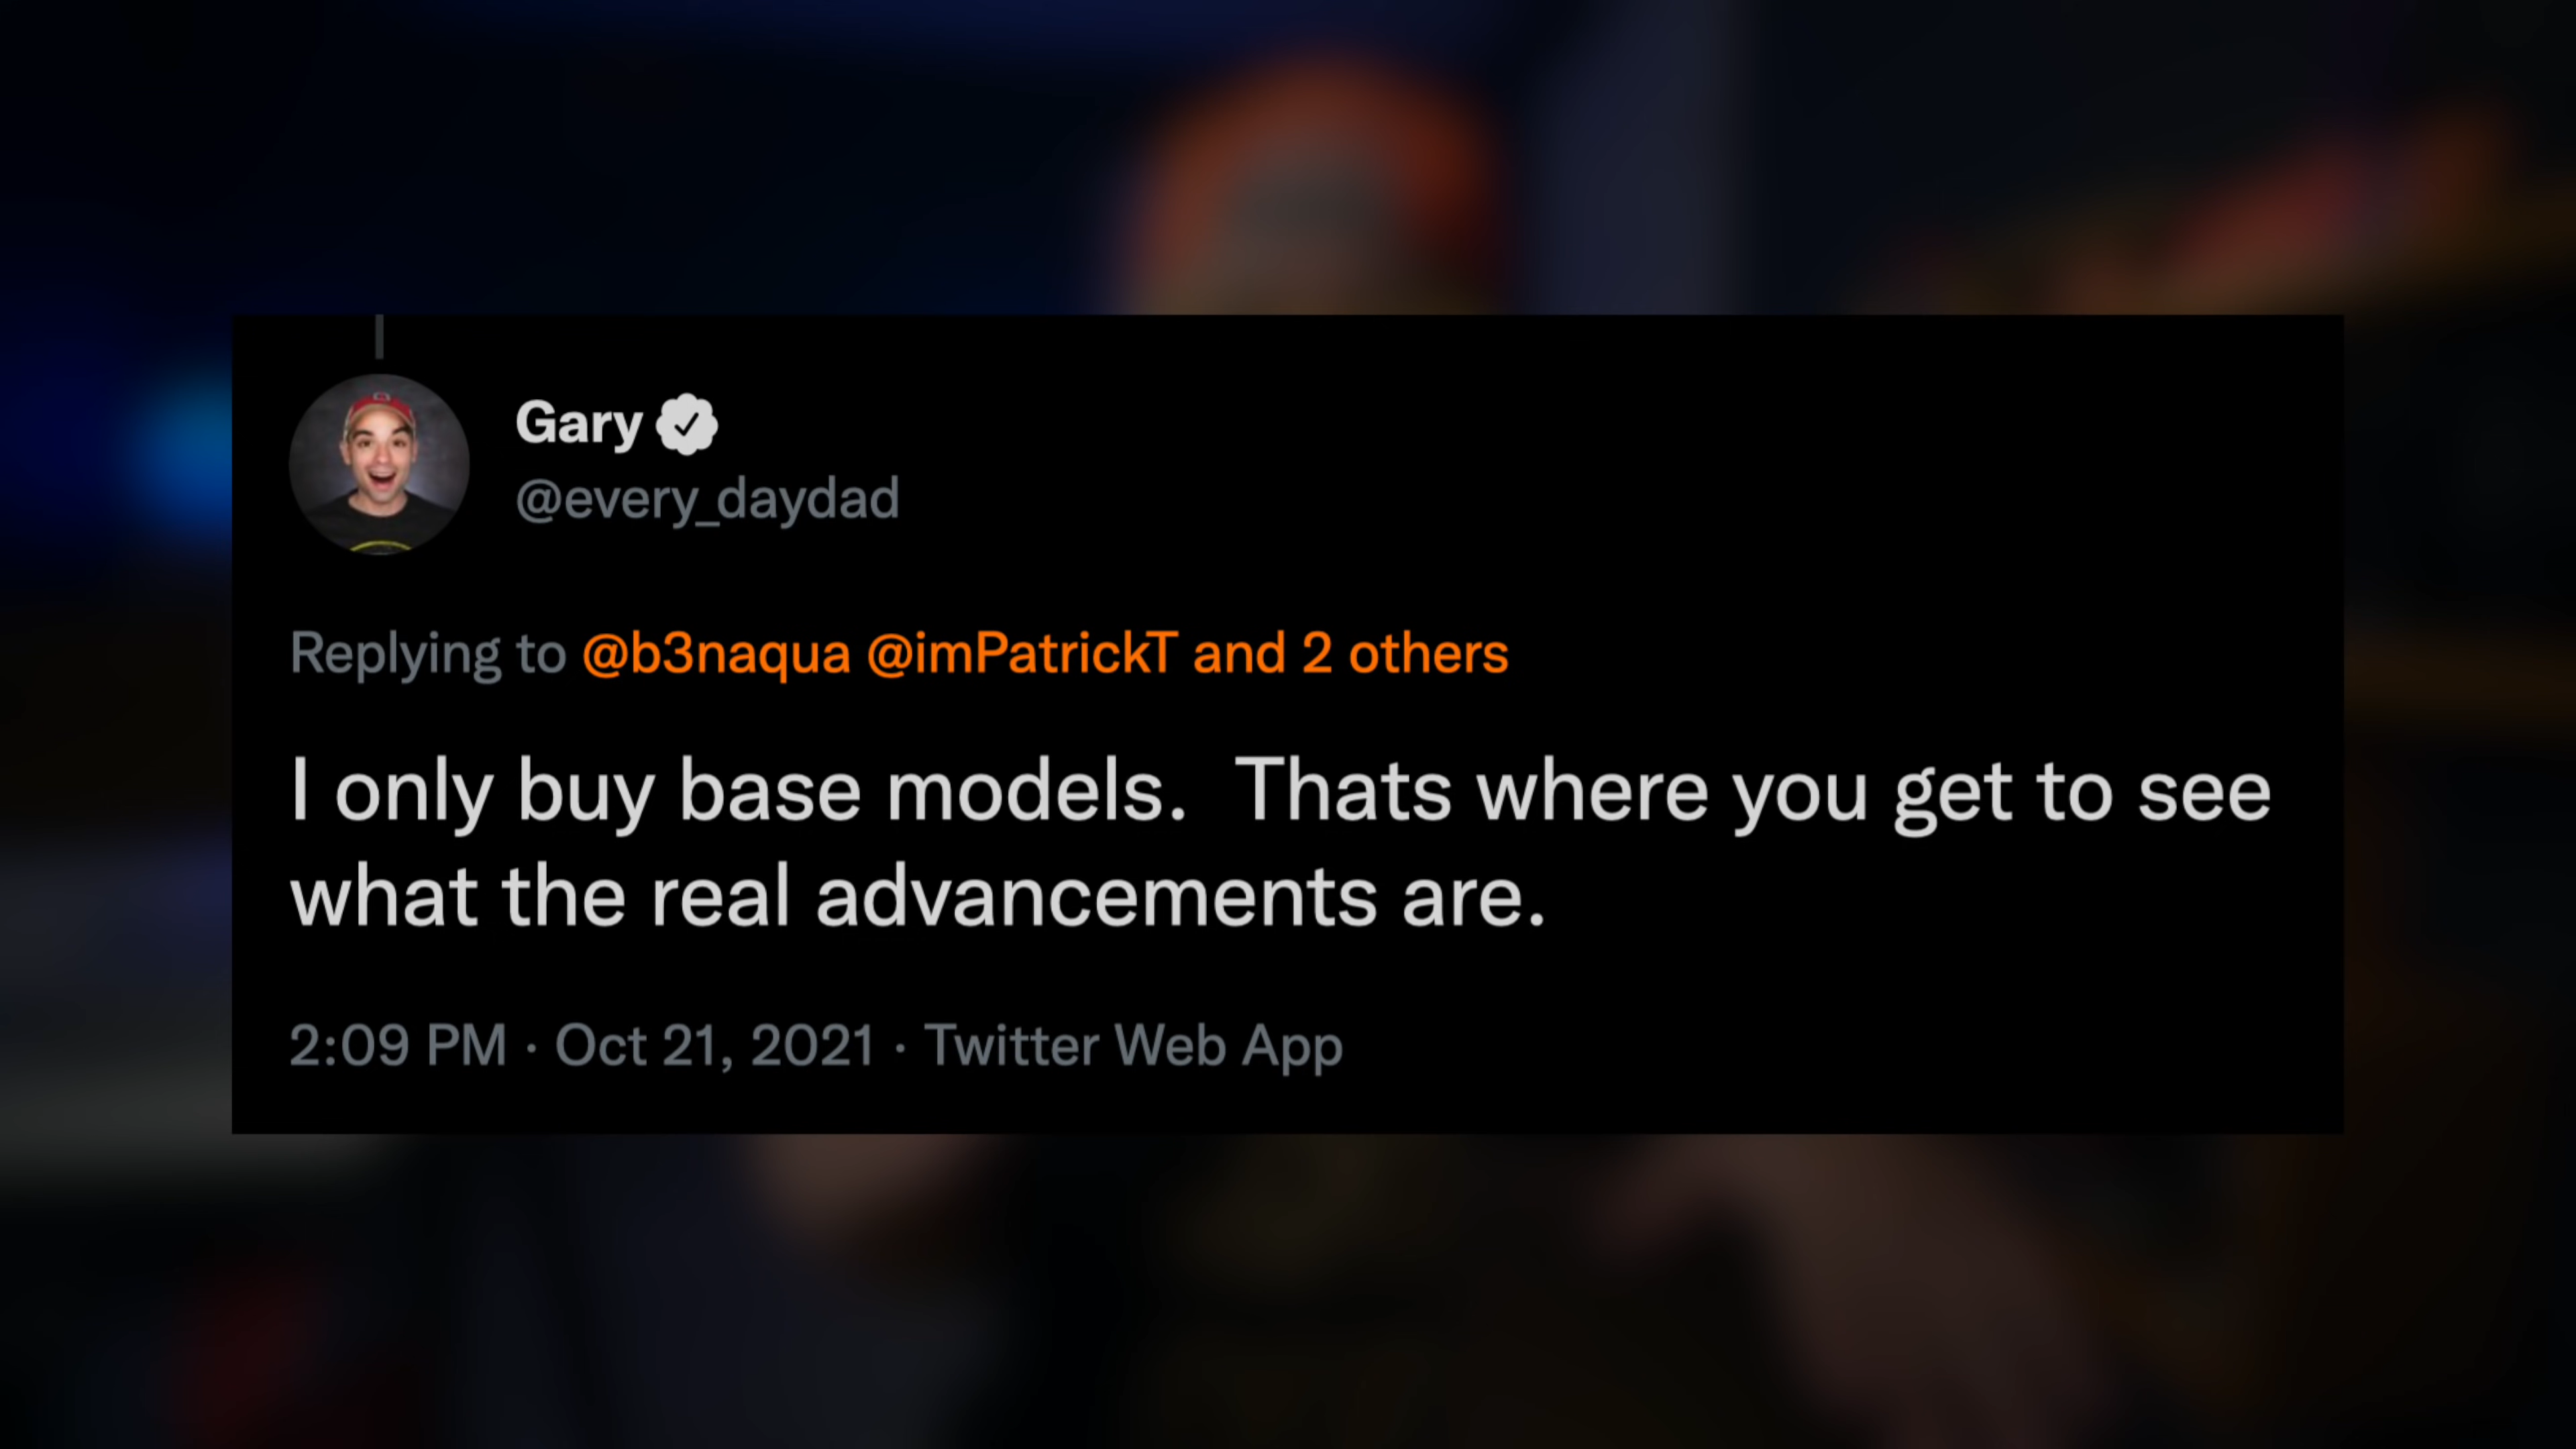 Gary
@every_daydad
Replying to @b3naqua @imPatrickT and 2 others
I only buy base models.  Thats where you get to see
what the real advancements are.
2:09 PM · Oct 21, 2021 · Twitter Web App